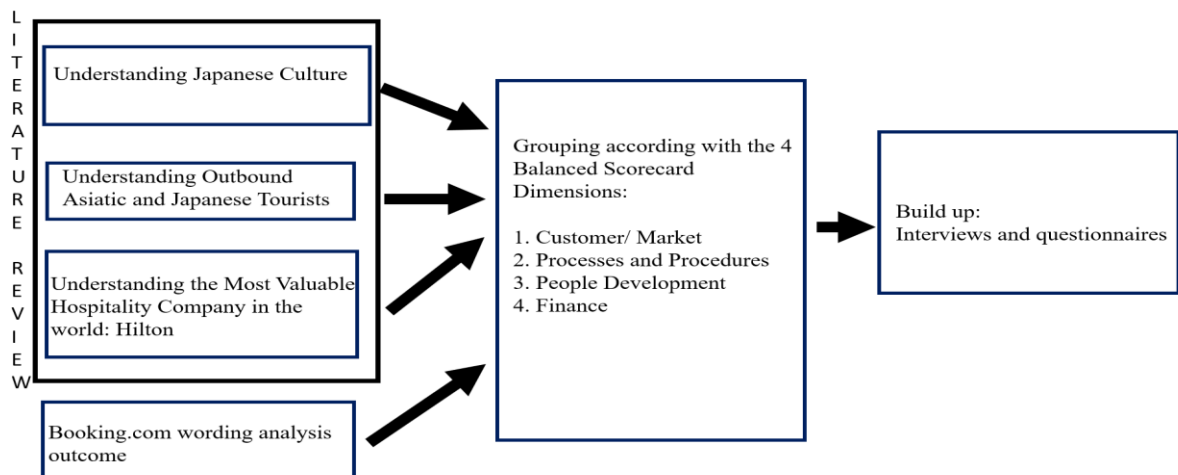 LITERATURE REVIEW
Understanding Japanese Culture
Understanding Outbound
Asiatic and Japanese Tourists
Understanding the Most Valuable
Hospitality Company in the
world: Hilton
Booking.com wording analysis
outcome
Grouping according with the 4
Balanced Scorecard
Dimensions:
1. Customer/ Market
2. Processes and Procedures
3. People Development
4. Finance
Build up:
Interviews and questionnaires